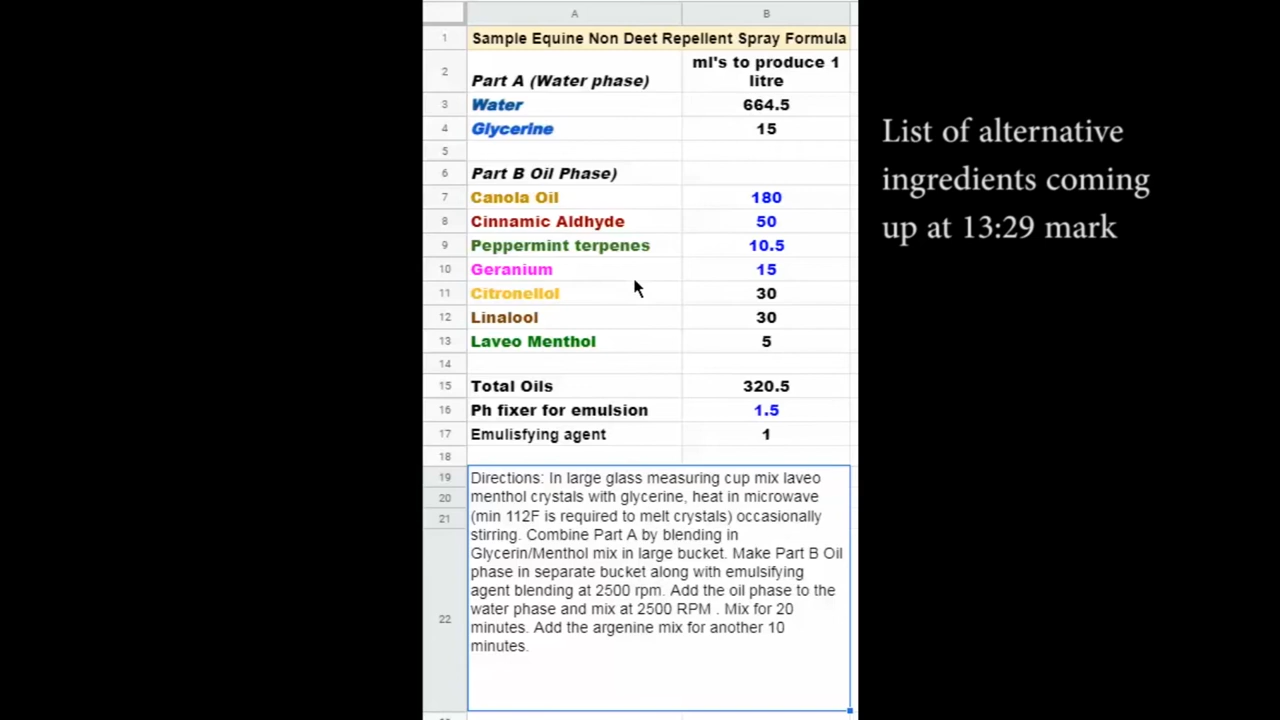 A B
1 Sample Equine Non Deet Repellent Spray Formula
2 Part A (Water phase) ml's to produce 1 litre
3 Water 664.5
4 Glycerine 15
5
6 Part B Oil Phase)
7 Canola Oil 180
8 Cinnamic Aldhyde 50
9 Peppermint terpenes 10.5
10 Geranium 15
11 Citronellol 30
12 Linalool 30
13 Laveo Menthol 5
14
15 Total Oils 320.5
16 Ph fixer for emulsion 1.5
17 Emulisfying agent 1
18
19 Directions: In large glass measuring cup mix laveo
20 menthol crystals with glycerine, heat in microwave
21 (min 112F is required to melt crystals) occasionally
stirring. Combine Part A by blending in
Glycerin/Menthol mix in large bucket. Make Part B Oil
phase in separate bucket along with emulsifying
agent blending at 2500 rpm. Add the oil phase to the
22 water phase and mix at 2500 RPM . Mix for 20
minutes. Add the argenine mix for another 10
minutes.
List of alternative
ingredients coming
up at 13:29 mark